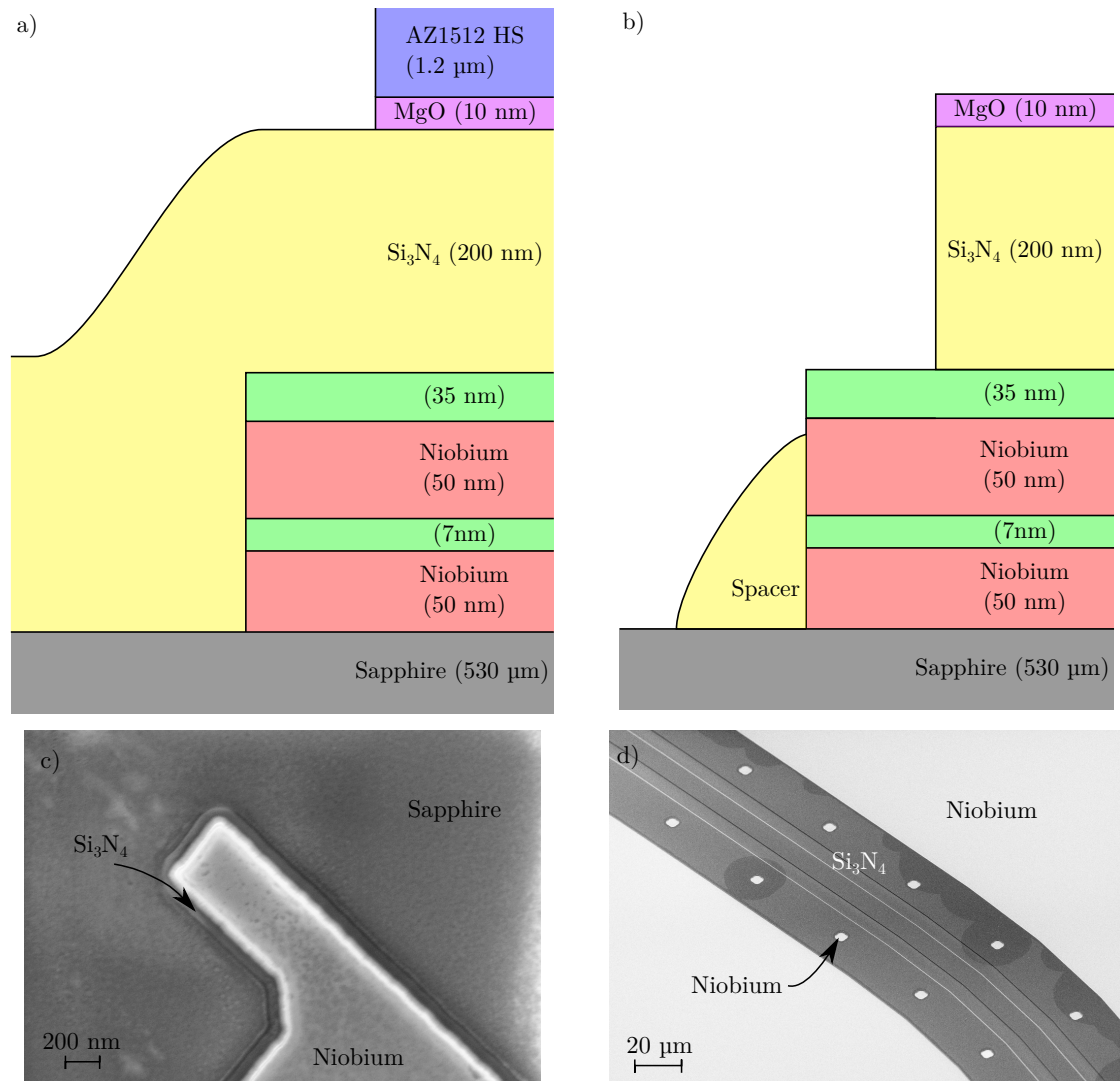 a)
AZ1512 HS
(1.2 µm)
MgO (10 nm)
Si₃N₄ (200 nm)
(35 nm)
Niobium
(50 nm)
(7nm)
Niobium
(50 nm)
Sapphire (530 µm)
b)
MgO (10 nm)
Si₃N₄ (200 nm)
(35 nm)
Niobium
(50 nm)
(7nm)
Niobium
(50 nm)
Spacer
Sapphire (530 µm)
c)
Sapphire
Si₃N₄
200 nm
Niobium
d)
Niobium
Si₃N₄
Niobium
20 µm